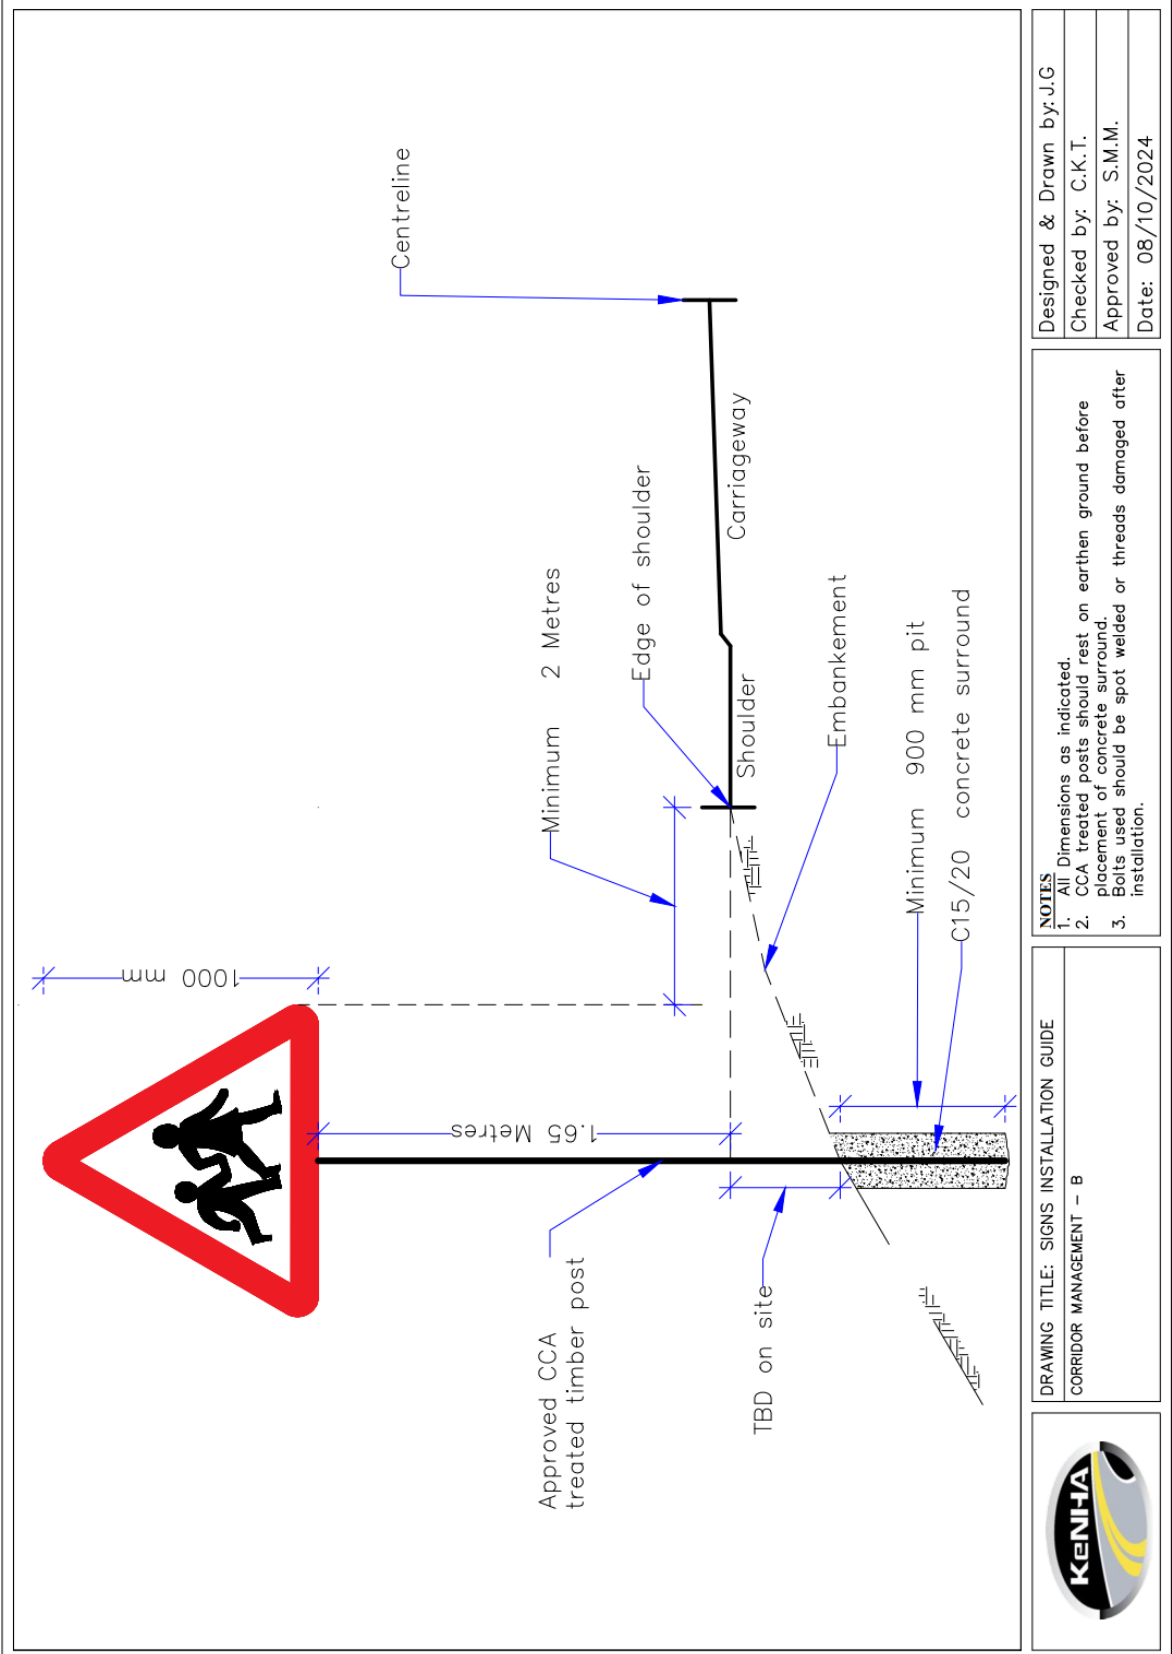 1000 mm
1.65 Metres
Centreline
Carriageway
Edge of shoulder
Minimum 2 Metres
Shoulder
Embankement
Minimum 900 mm pit
C15/20 concrete surround
Approved CCA
treated timber post
TBD on site
KeNHA
DRAWING TITLE: SIGNS INSTALLATION GUIDE
CORRIDOR MANAGEMENT - B
NOTES
1. All Dimensions as indicated.
2. CCA treated posts should rest on earthen ground before
placement of concrete surround.
3. Bolts used should be spot welded or threads damaged after
installation.
Designed & Drawn by: J.G
Checked by: C.K.T.
Approved by: S.M.M.
Date: 08/10/2024